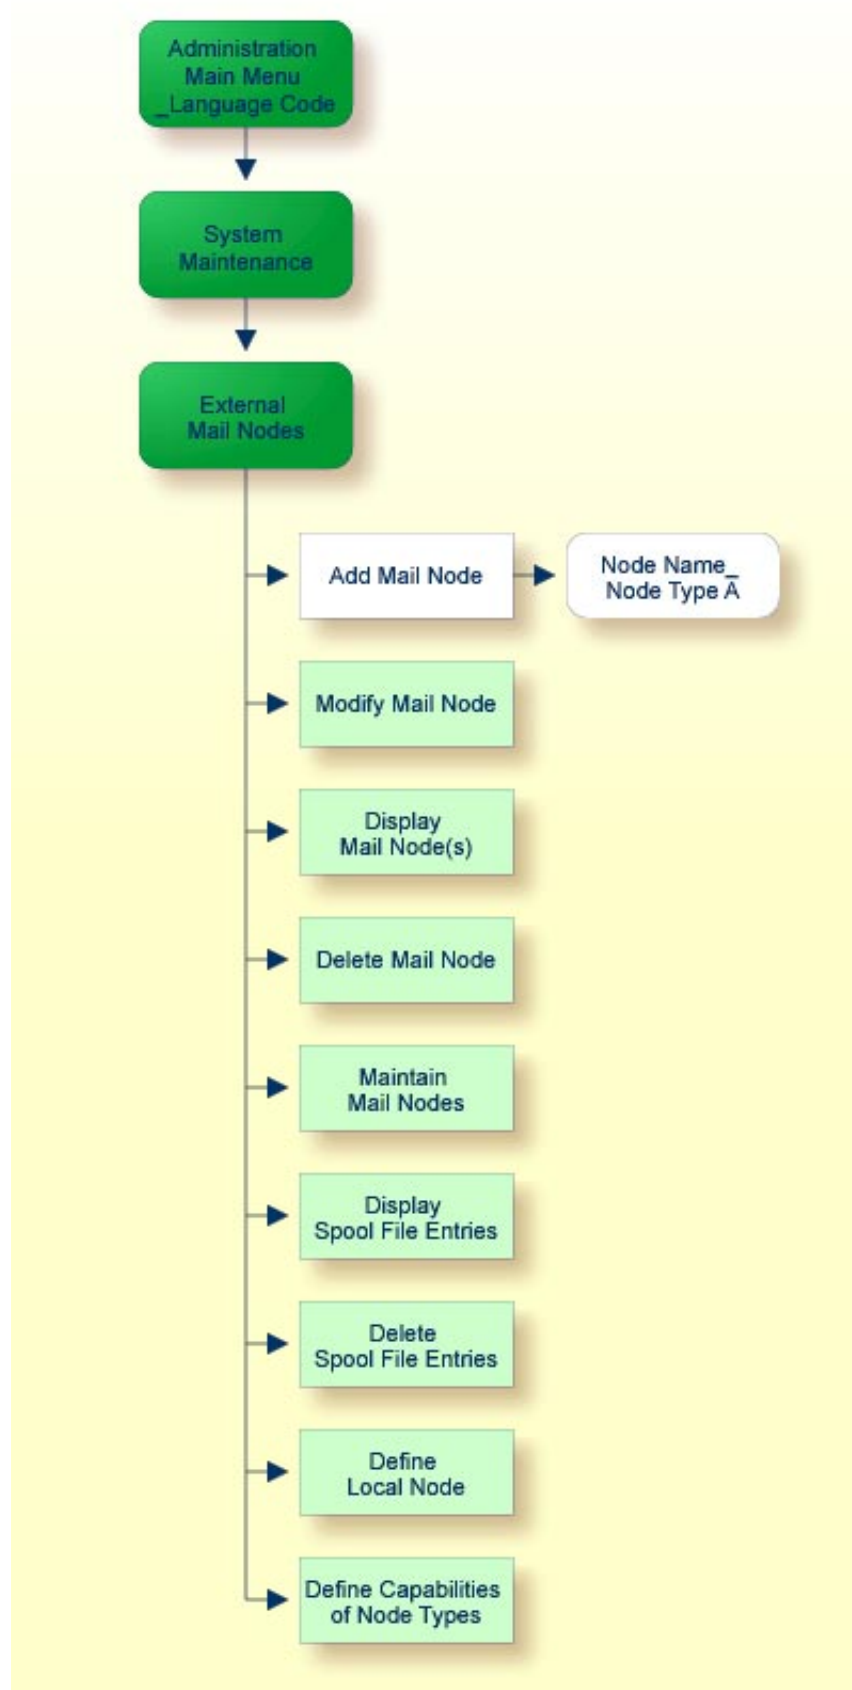 Administration
Main Menu
_Language Code
System
Maintenance
External
Mail Nodes
Add Mail Node
Node Name_
Node Type A
Modify Mail Node
Display
Mail Node(s)
Delete Mail Node
Maintain
Mail Nodes
Display
Spool File Entries
Delete
Spool File Entries
Define
Local Node
Define Capabilities
of Node Types